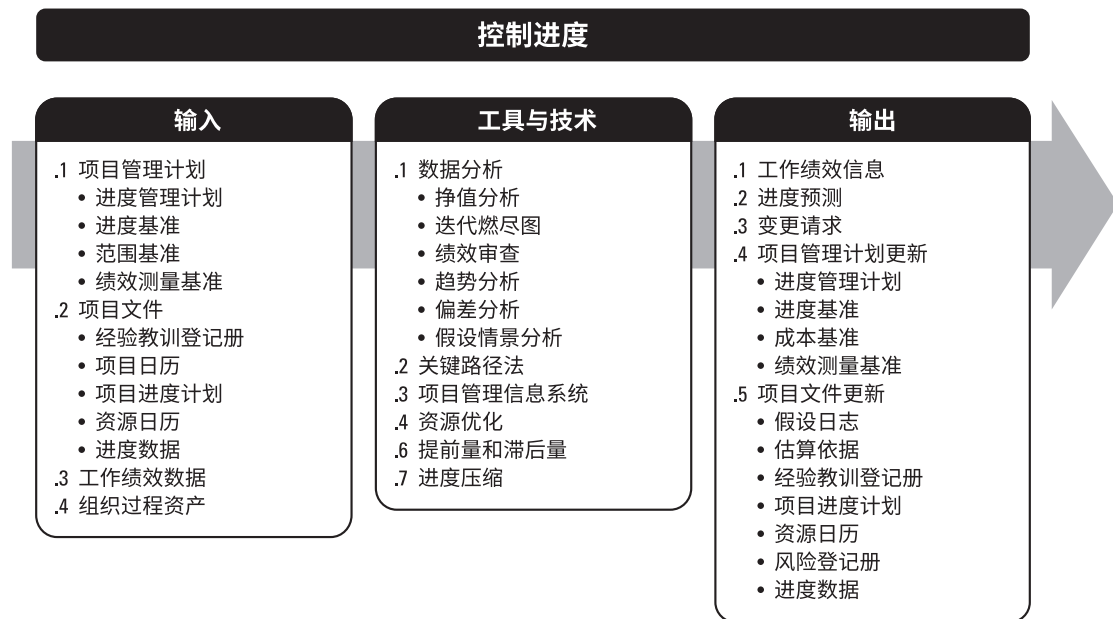 控制进度
输入
.1 项目管理计划
• 进度管理计划
• 进度基准
• 范围基准
• 绩效测量基准
.2 项目文件
• 经验教训登记册
• 项目日历
• 项目进度计划
• 资源日历
• 进度数据
.3 工作绩效数据
.4 组织过程资产
工具与技术
.1 数据分析
• 挣值分析
• 迭代燃尽图
• 绩效审查
• 趋势分析
• 偏差分析
• 假设情景分析
.2 关键路径法
.3 项目管理信息系统
.4 资源优化
.6 提前量和滞后量
.7 进度压缩
输出
.1 工作绩效信息
.2 进度预测
.3 变更请求
.4 项目管理计划更新
• 进度管理计划
• 进度基准
• 成本基准
• 绩效测量基准
.5 项目文件更新
• 假设日志
• 估算依据
• 经验教训登记册
• 项目进度计划
• 资源日历
• 风险登记册
• 进度数据